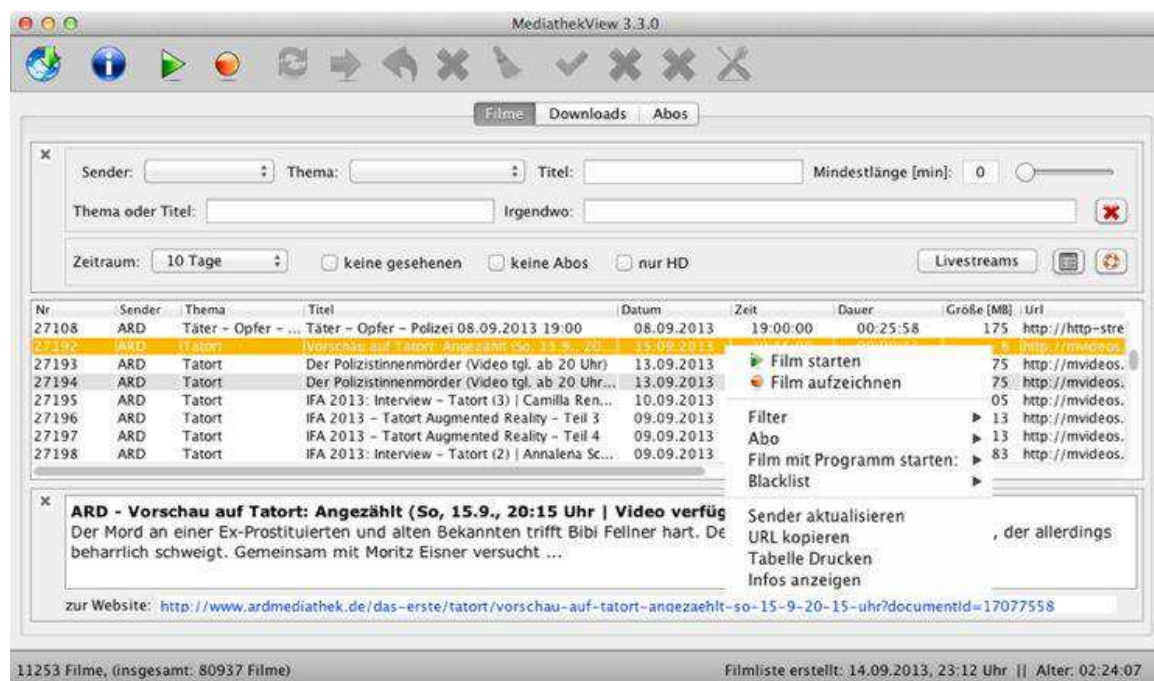 MediathekView 3.3.0
Filme Downloads Abos
Sender: Thema: Titel: Mindestlänge [min]: 0
Thema oder Titel: Irgendwo:
Zeitraum: 10 Tage keine gesehenen keine Abos nur HD Livestreams
Nr Sender Thema Titel Datum Zeit Dauer Größe [MB] Url
27108 ARD Täter - Opfer - ... Täter - Opfer - Polizei 08.09.2013 19:00 08.09.2013 19:00:00 00:25:58 175 http://http-stre
27192 ARD Tatort Vorschau auf Tatort: Angezählt (So, 15.9., 20... 15.09.2013 8 http://mvideos.
27193 ARD Tatort Der Polizistinnenmörder (Video tgl. ab 20 Uhr) 13.09.2013 75 http://mvideos.
27194 ARD Tatort Der Polizistinnenmörder (Video tgl. ab 20 Uhr... 13.09.2013 75 http://mvideos.
27195 ARD Tatort IFA 2013: Interview - Tatort (3) | Camilla Ren... 10.09.2013 05 http://mvideos.
27196 ARD Tatort IFA 2013 - Tatort Augmented Reality - Teil 3 09.09.2013 13 http://mvideos.
27197 ARD Tatort IFA 2013 - Tatort Augmented Reality - Teil 4 09.09.2013 13 http://mvideos.
27198 ARD Tatort IFA 2013: Interview - Tatort (2) | Annalena Sc... 09.09.2013 83 http://mvideos.
Film starten
Film aufzeichnen
Filter
Abo
Film mit Programm starten:
Blacklist
Sender aktualisieren
URL kopieren
Tabelle Drucken
Infos anzeigen
ARD - Vorschau auf Tatort: Angezählt (So, 15.9., 20:15 Uhr | Video verfüg
Der Mord an einer Ex-Prostituierten und alten Bekannten trifft Bibi Fellner hart. De , der allerdings
beharrlich schweigt. Gemeinsam mit Moritz Eisner versucht ...
zur Website: http://www.ardmediathek.de/das-erste/tatort/vorschau-auf-tatort-angezaehlt-so-15-9-20-15-uhr?documentId=17077558
11253 Filme, (insgesamt: 80937 Filme) Filmliste erstellt: 14.09.2013, 23:12 Uhr || Alter: 02:24:07